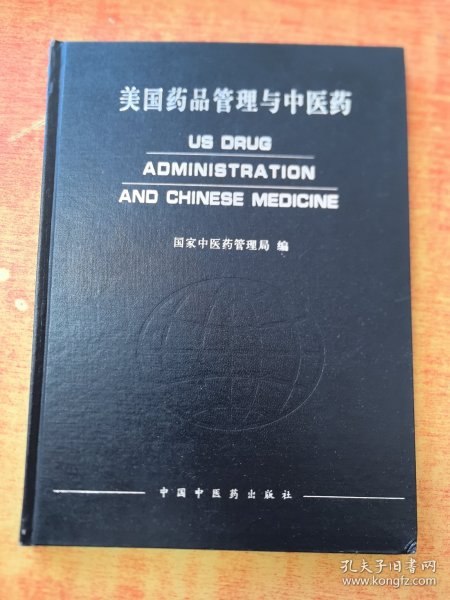 美国药品管理与中医药
US DRUG
ADMINISTRATION
AND CHINESE MEDICINE
国家中医药管理局 编
中国中医药出版社
孔夫子旧书网
www.kongfz.com